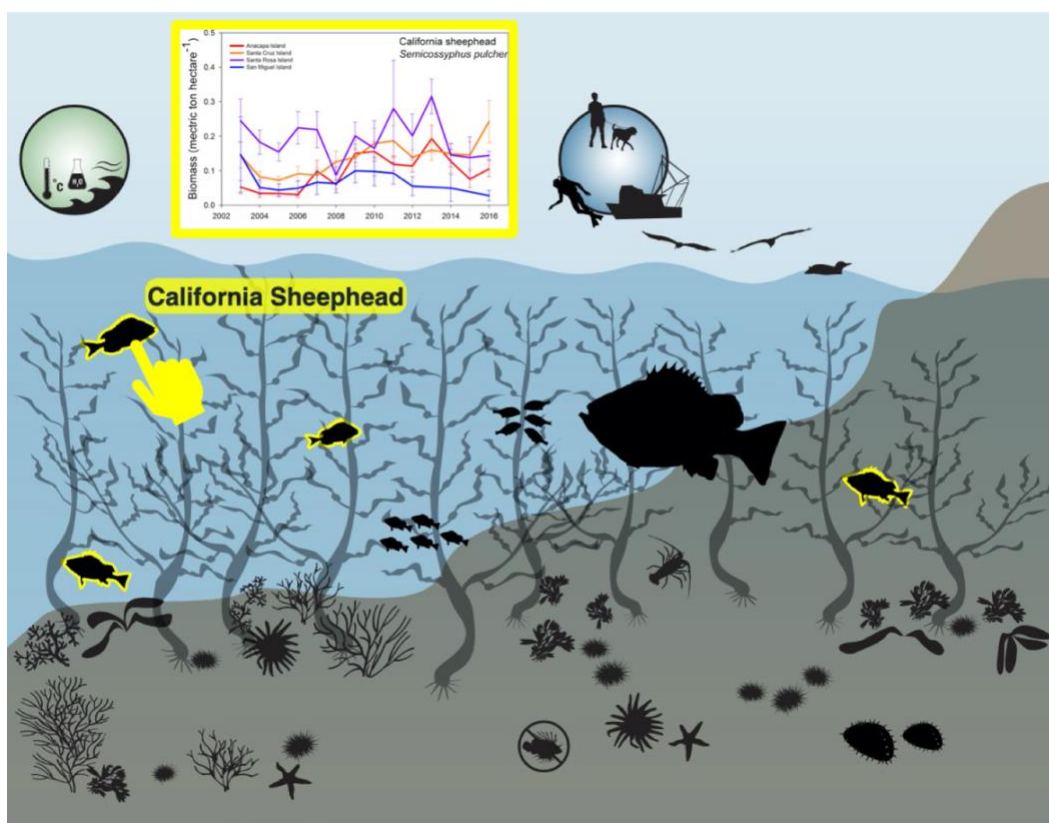 0.5
0.4
0.3
0.2
0.1
0.0
Biomass (mectric ton hectare⁻¹)
Anacapa Island
Santa Cruz Island
Santa Rosa Island
San Miguel Island
California sheephead
Semicossyphus pulcher
2002 2004 2006 2008 2010 2012 2014 2016
°C
H₂O
California Sheephead